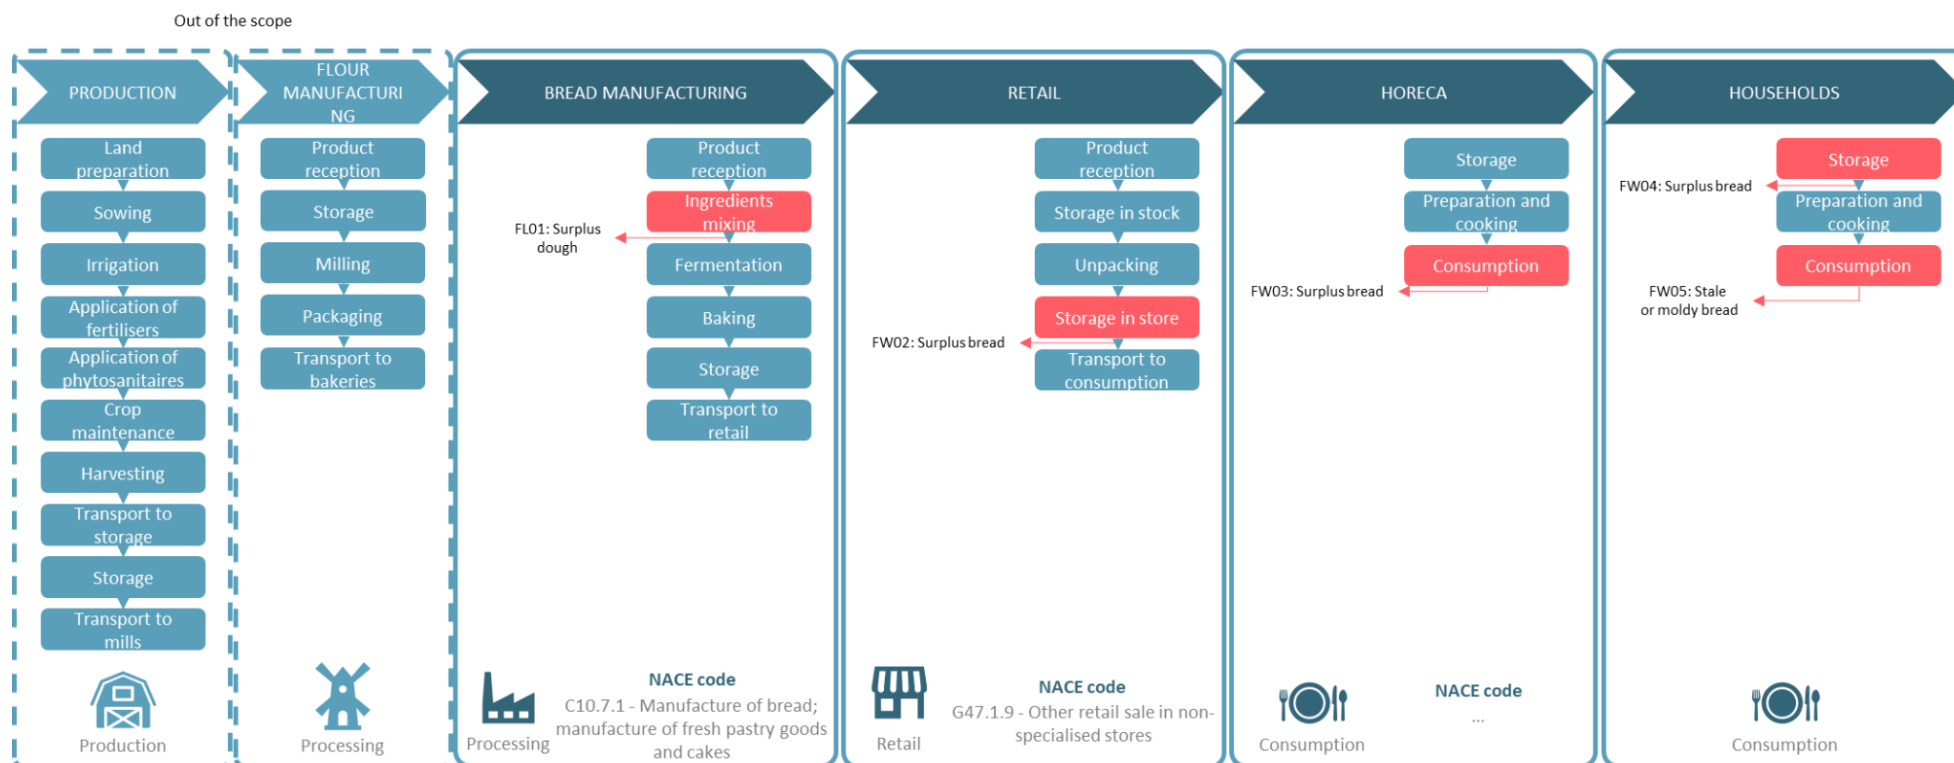 Out of the scope
PRODUCTION
Land
preparation
Sowing
Irrigation
Application of
fertilisers
Application of
phytosanitaires
Crop
maintenance
Harvesting
Transport to
storage
Storage
Transport to
mills
Production
FLOUR
MANUFACTURI
NG
Product
reception
Storage
Milling
Packaging
Transport to
bakeries
Processing
BREAD MANUFACTURING
Product
reception
Ingredients
mixing
FL01: Surplus
dough
Fermentation
Baking
Storage
Transport to
retail
Processing
NACE code
C10.7.1 - Manufacture of bread;
manufacture of fresh pastry goods
and cakes
RETAIL
Product
reception
Storage in stock
Unpacking
Storage in store
FW02: Surplus bread
Transport to
consumption
Retail
NACE code
G47.1.9 - Other retail sale in non-
specialised stores
HORECA
Storage
Preparation and
cooking
Consumption
FW03: Surplus bread
Consumption
NACE code
...
HOUSEHOLDS
Storage
FW04: Surplus bread
Preparation and
cooking
Consumption
FW05: Stale
or moldy bread
Consumption